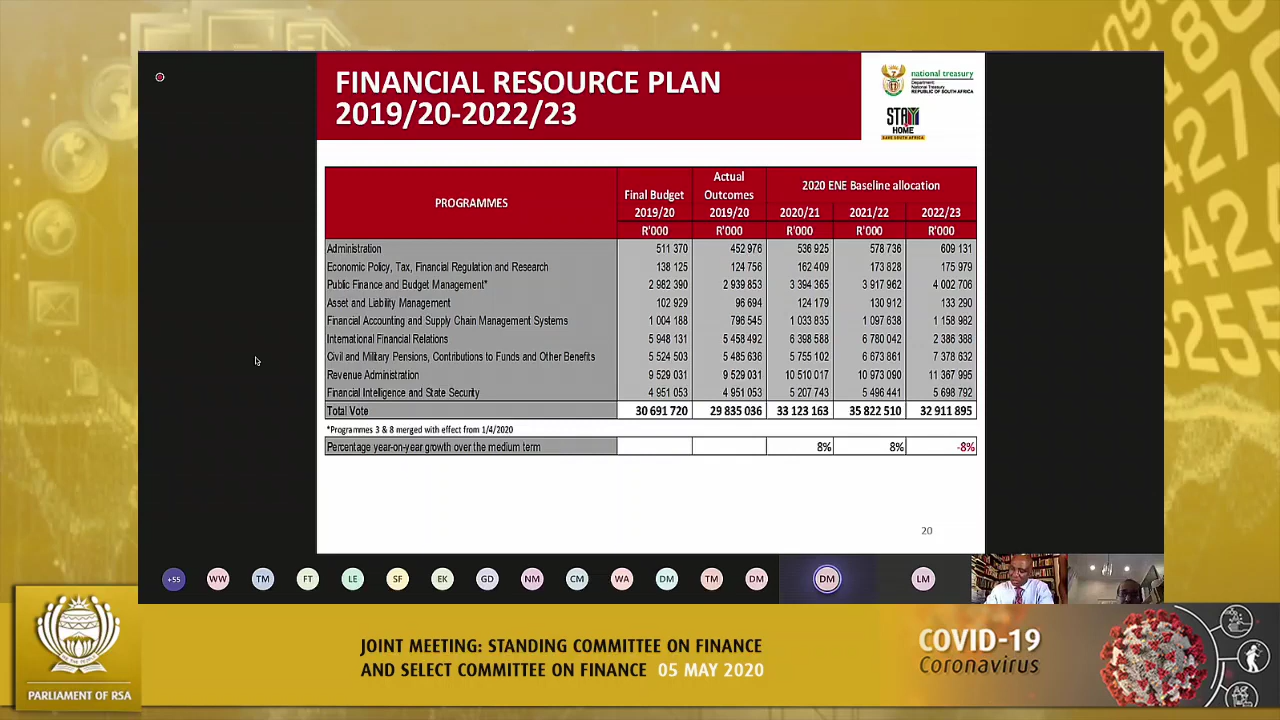 FINANCIAL RESOURCE PLAN
2019/20-2022/23
national treasury
Department:
National Treasury
REPUBLIC OF SOUTH AFRICA
STAY
HOME
SAVE SOUTH AFRICA
PROGRAMMES
Final Budget
2019/20
R'000
Actual
Outcomes
2019/20
R'000
2020 ENE Baseline allocation
2020/21 2021/22 2022/23
R'000 R'000 R'000
Administration 511 370 452 976 536 925 578 736 609 131
Economic Policy, Tax, Financial Regulation and Research 138 125 124 756 162 409 173 828 175 979
Public Finance and Budget Management* 2 982 390 2 939 853 3 394 365 3 917 962 4 002 706
Asset and Liability Management 102 929 96 694 124 179 130 912 133 290
Financial Accounting and Supply Chain Management Systems 1 004 188 796 545 1 033 835 1 097 638 1 158 982
International Financial Relations 5 948 131 5 458 492 6 398 588 6 780 042 2 386 388
Civil and Military Pensions, Contributions to Funds and Other Benefits 5 524 503 5 485 636 5 755 102 6 673 861 7 378 632
Revenue Administration 9 529 031 9 529 031 10 510 017 10 973 090 11 367 995
Financial Intelligence and State Security 4 951 053 4 951 053 5 207 743 5 496 441 5 698 792
Total Vote 30 691 720 29 835 036 33 123 163 35 822 510 32 911 895
*Programmes 3 & 8 merged with effect from 1/4/2020
Percentage year-on-year growth over the medium term 8% 8% -8%
20
+55 WW TM FT LE SF EK GD NM CM WA DM TM DM DM LM
PARLIAMENT OF RSA
JOINT MEETING: STANDING COMMITTEE ON FINANCE
AND SELECT COMMITTEE ON FINANCE 05 MAY 2020
COVID-19
Coronavirus